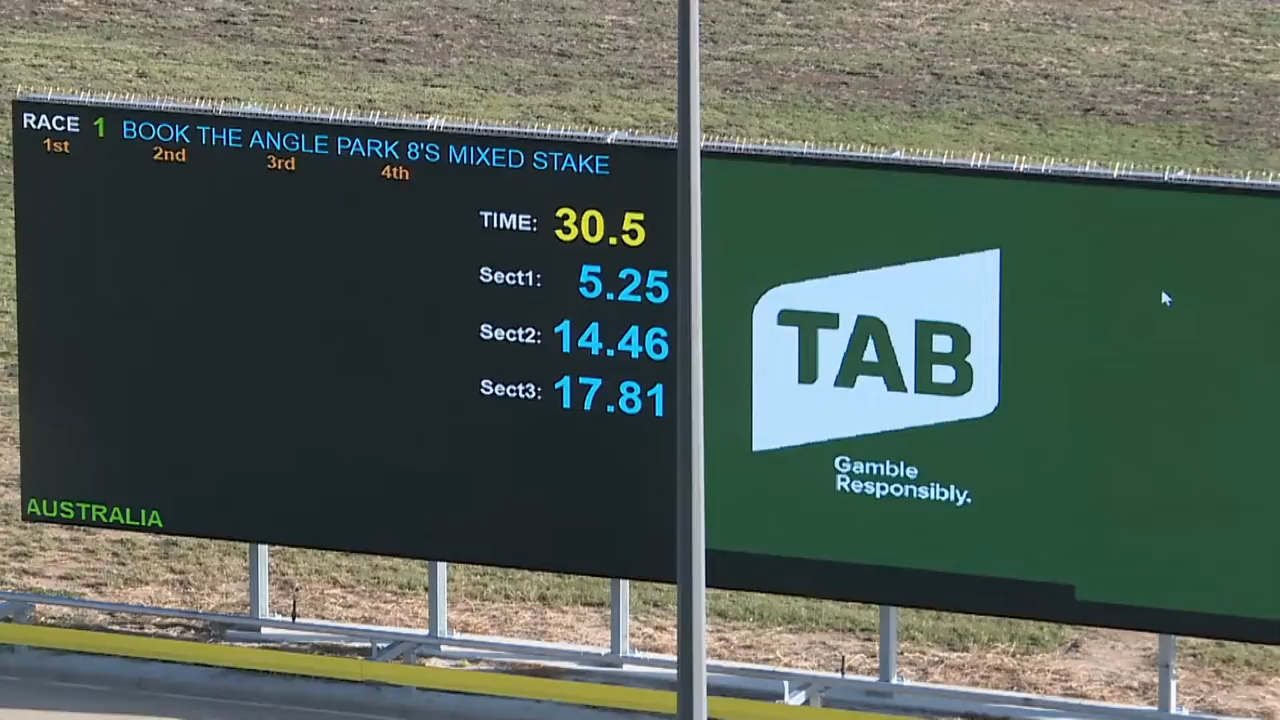 RACE 1 BOOK THE ANGLE PARK 8'S MIXED STAKE
1st 2nd 3rd 4th
TIME: 30.5
Sect1: 5.25
Sect2: 14.46
Sect3: 17.81
AUSTRALIA
TAB
Gamble
Responsibly.